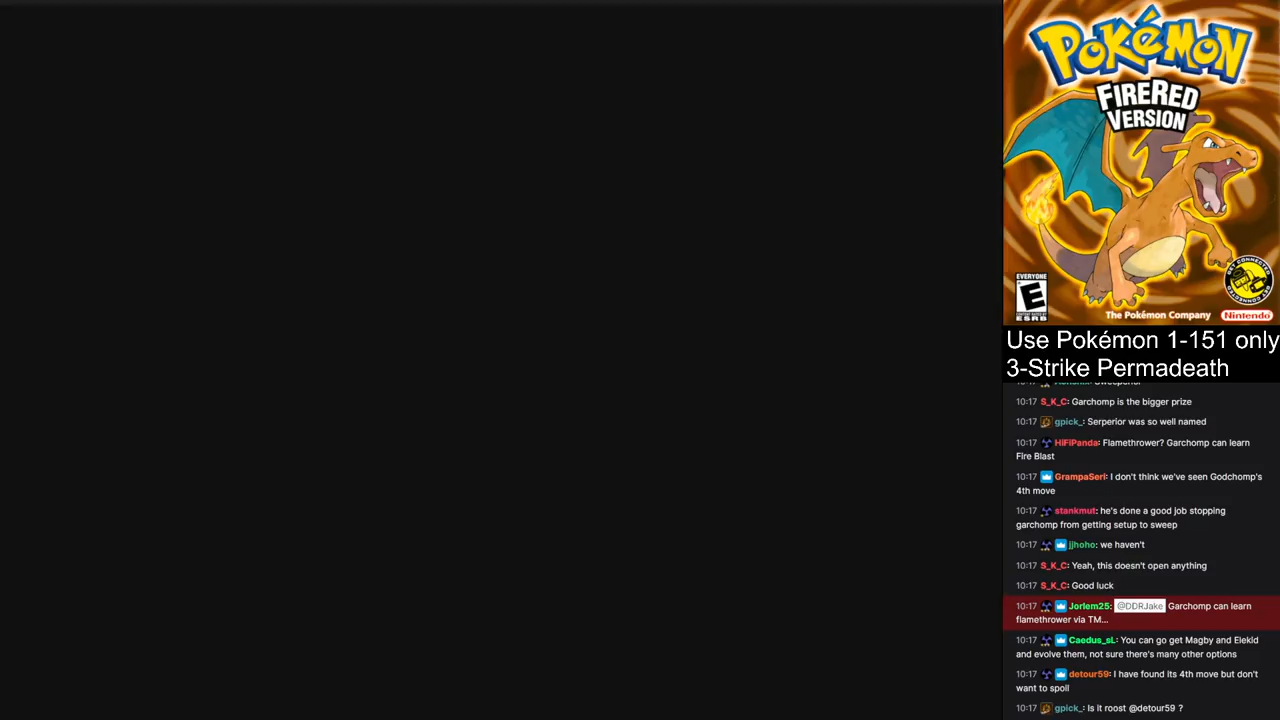 POKéMON
FIRERED
VERSION
EVERYONE
E
CONTENT RATED BY
ESRB
GET CONNECTED
GET CONNECTED
The Pokémon Company
Nintendo
Use Pokémon 1-151 only
3-Strike Permadeath
10:17 S_K_C: Garchomp is the bigger prize
10:17 gpick_: Serperior was so well named
10:17 HiFiPanda: Flamethrower? Garchomp can learn
Fire Blast
10:17 GrampaSerl: I don't think we've seen Godchomp's
4th move
10:17 stankmut: he's done a good job stopping
garchomp from getting setup to sweep
10:17 jjhoho: we haven't
10:17 S_K_C: Yeah, this doesn't open anything
10:17 S_K_C: Good luck
10:17 Jorlem25: @DDRJake Garchomp can learn
flamethrower via TM...
10:17 Caedus_sL: You can go get Magby and Elekid
and evolve them, not sure there's many other options
10:17 detour59: I have found its 4th move but don't
want to spoil
10:17 gpick_: Is it roost @detour59 ?